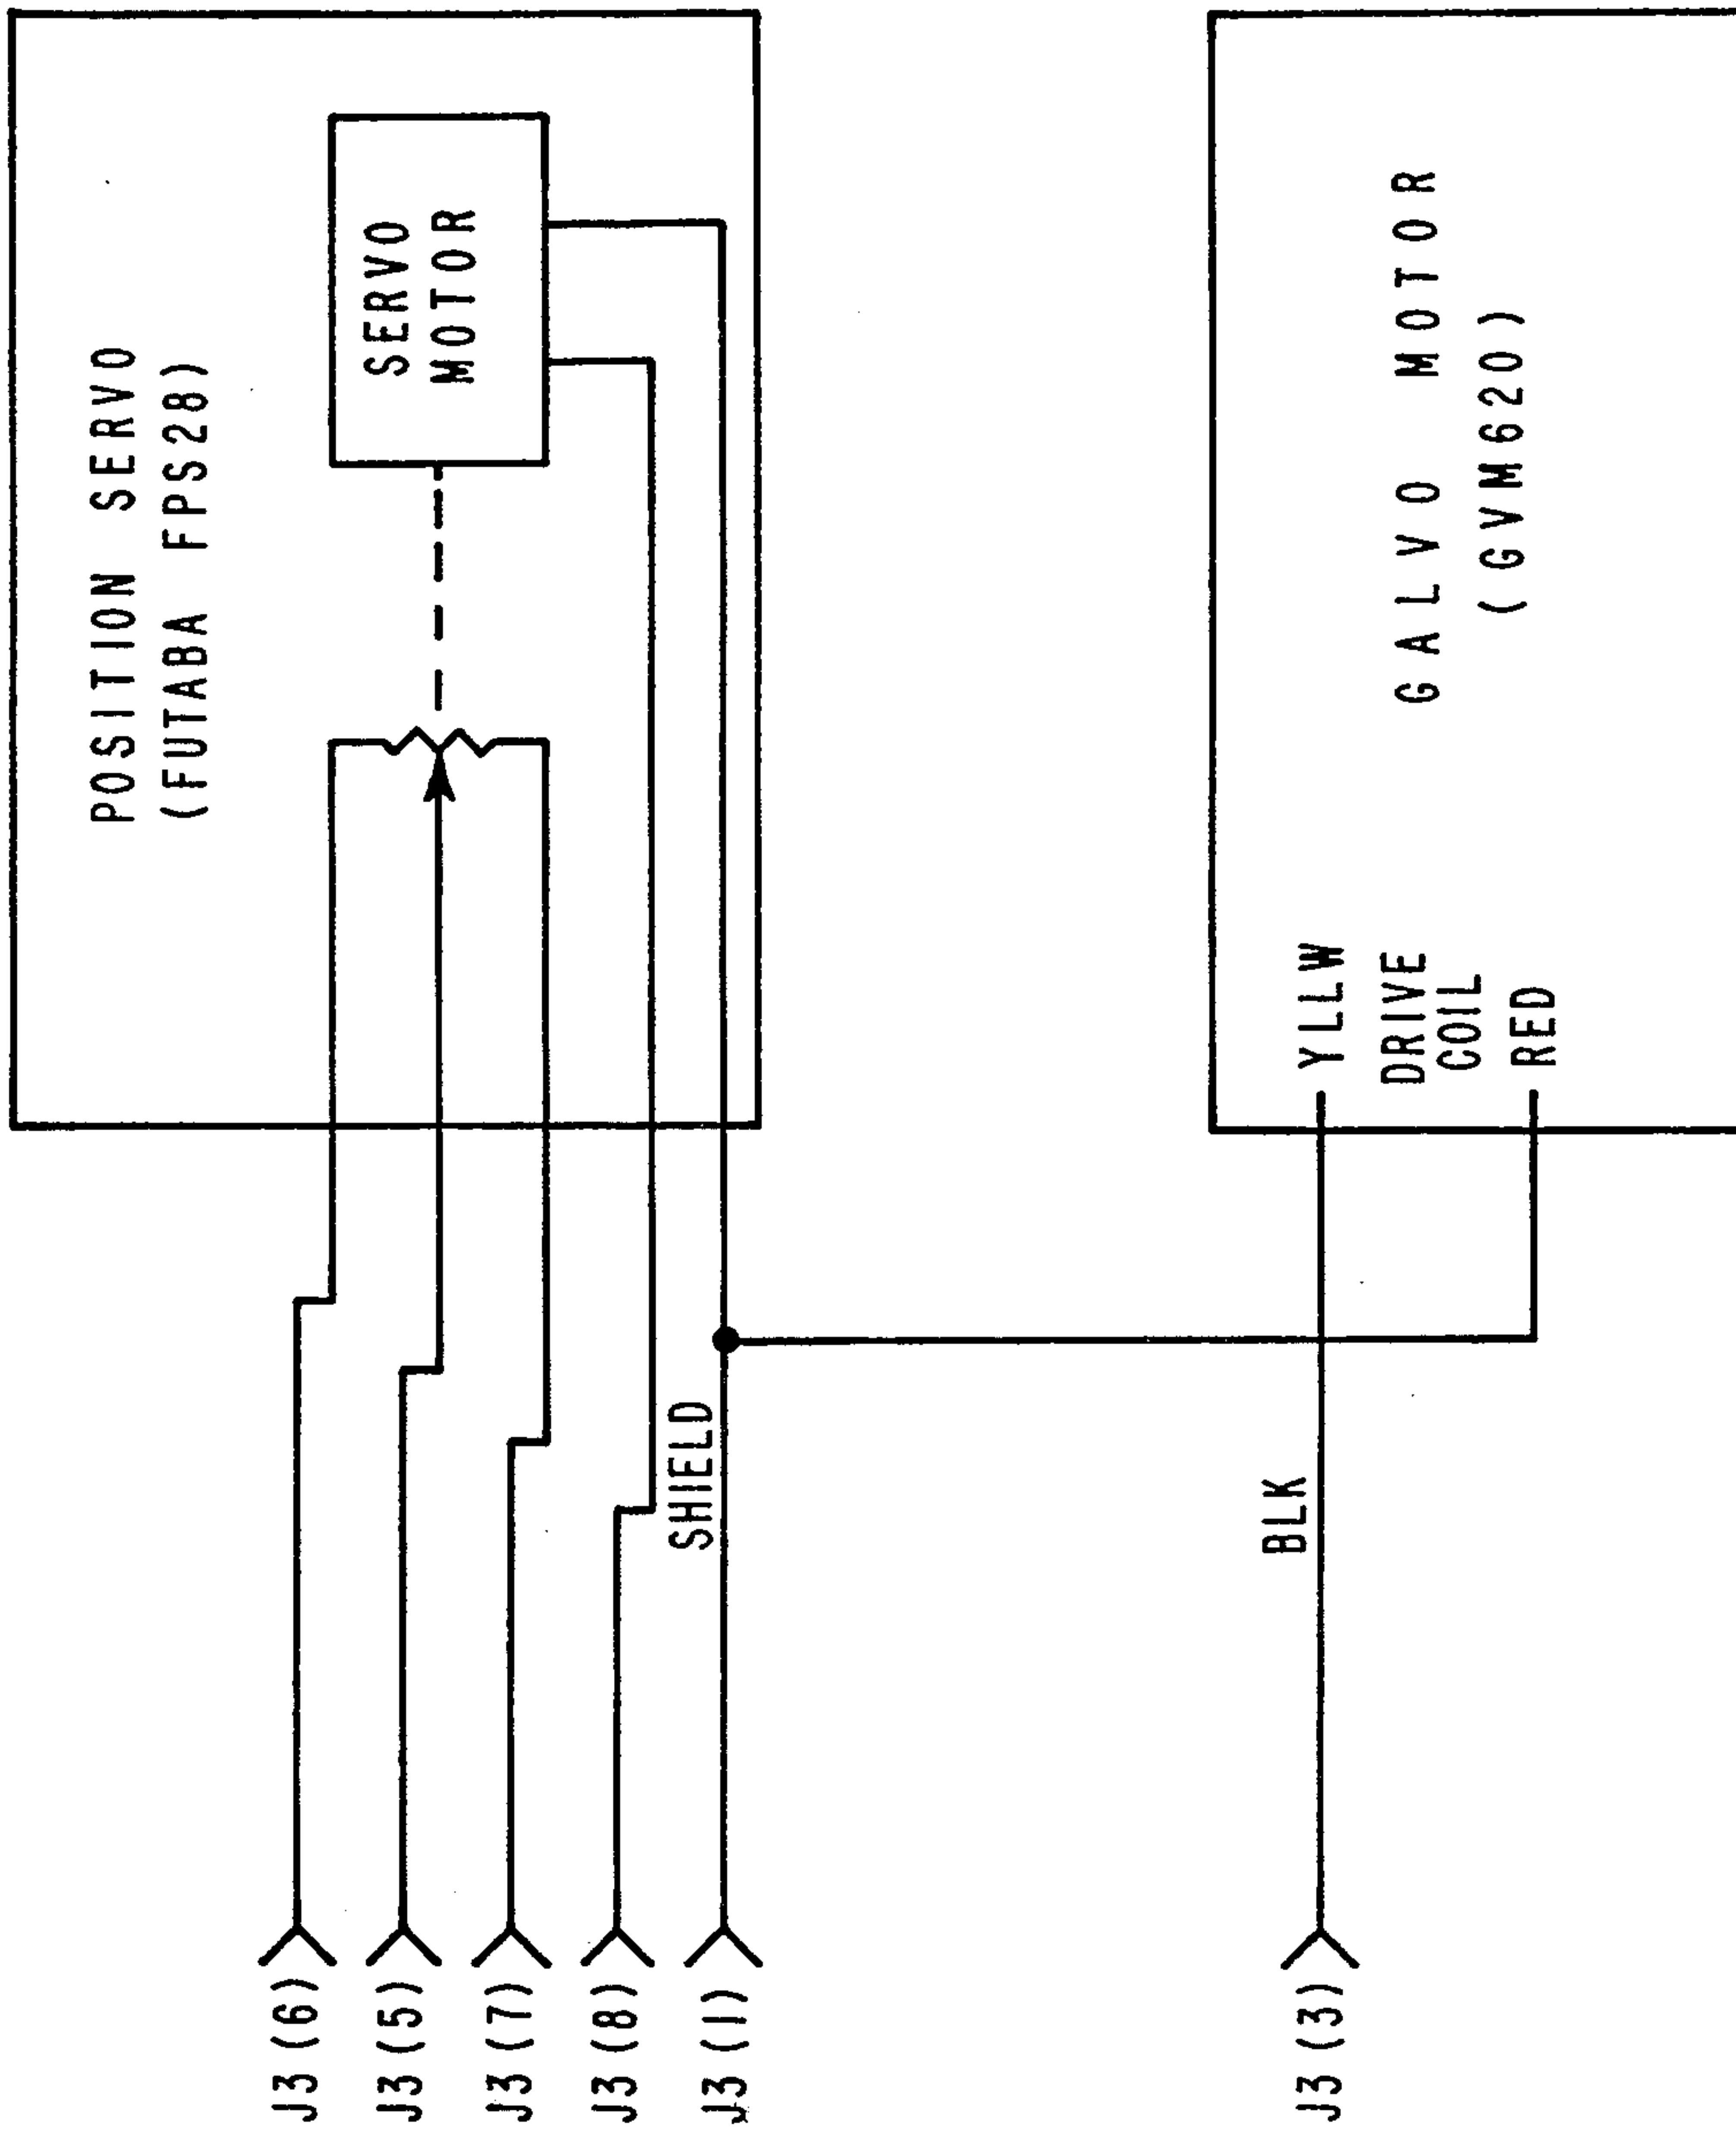 POSITION SERVO
(FUTABA FPS28)
SERVO
MOTOR
J3 (6)
J3 (5)
J3 (7)
J3 (8)
SHIELD
J3 (1)
GALVO MOTOR
(GVM620)
YLLW
DRIVE
COIL
RED
BLK
J3 (3)